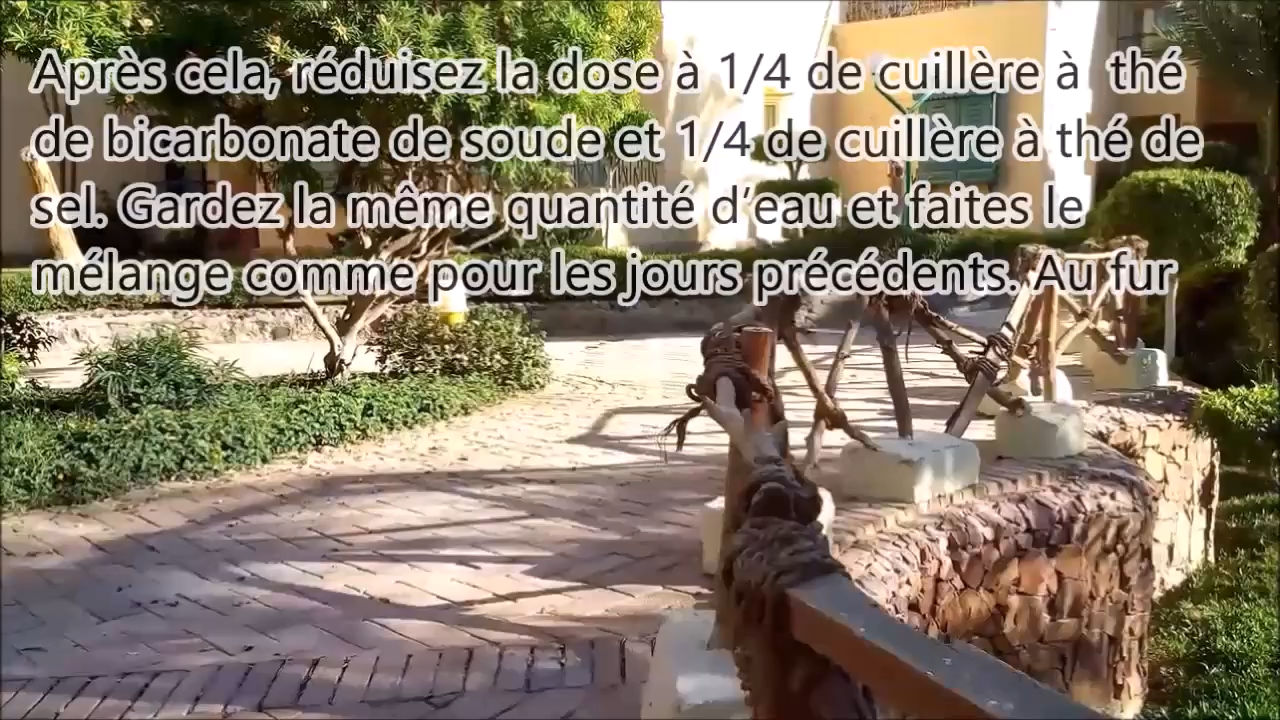 Après cela, réduisez la dose à 1/4 de cuillère à  thé
de bicarbonate de soude et 1/4 de cuillère à thé de
sel. Gardez la même quantité d’eau et faites le
mélange comme pour les jours précédents. Au fur